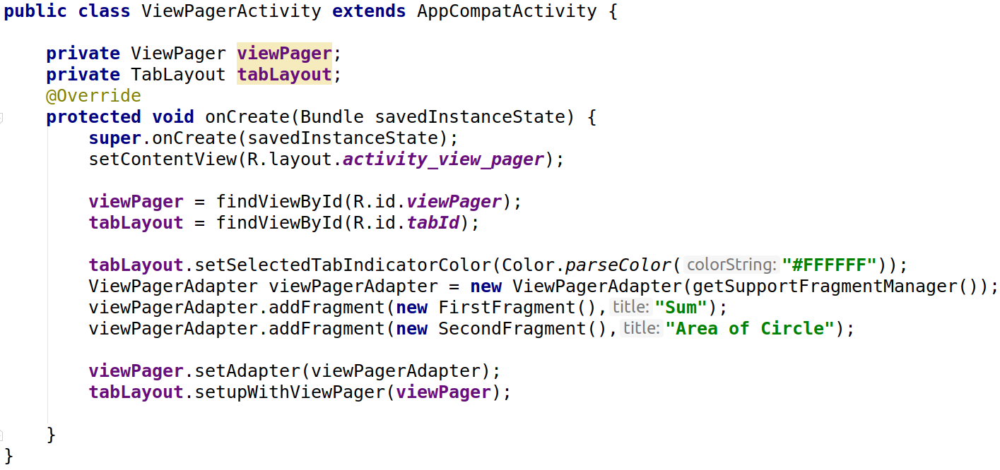 public class ViewPagerActivity extends AppCompatActivity {
private ViewPager viewPager;
private TabLayout tabLayout;
@Override
protected void onCreate(Bundle savedInstanceState) {
super.onCreate(savedInstanceState);
setContentView(R.layout.activity_view_pager);
viewPager = findViewById(R.id.viewPager);
tabLayout = findViewById(R.id.tabId);
tabLayout.setSelectedTabIndicatorColor(Color.parseColor( colorString: "#FFFFFF"));
ViewPagerAdapter viewPagerAdapter = new ViewPagerAdapter(getSupportFragmentManager());
viewPagerAdapter.addFragment(new FirstFragment(), title: "Sum");
viewPagerAdapter.addFragment(new SecondFragment(), title: "Area of Circle");
viewPager.setAdapter(viewPagerAdapter);
tabLayout.setupWithViewPager(viewPager);
}
}